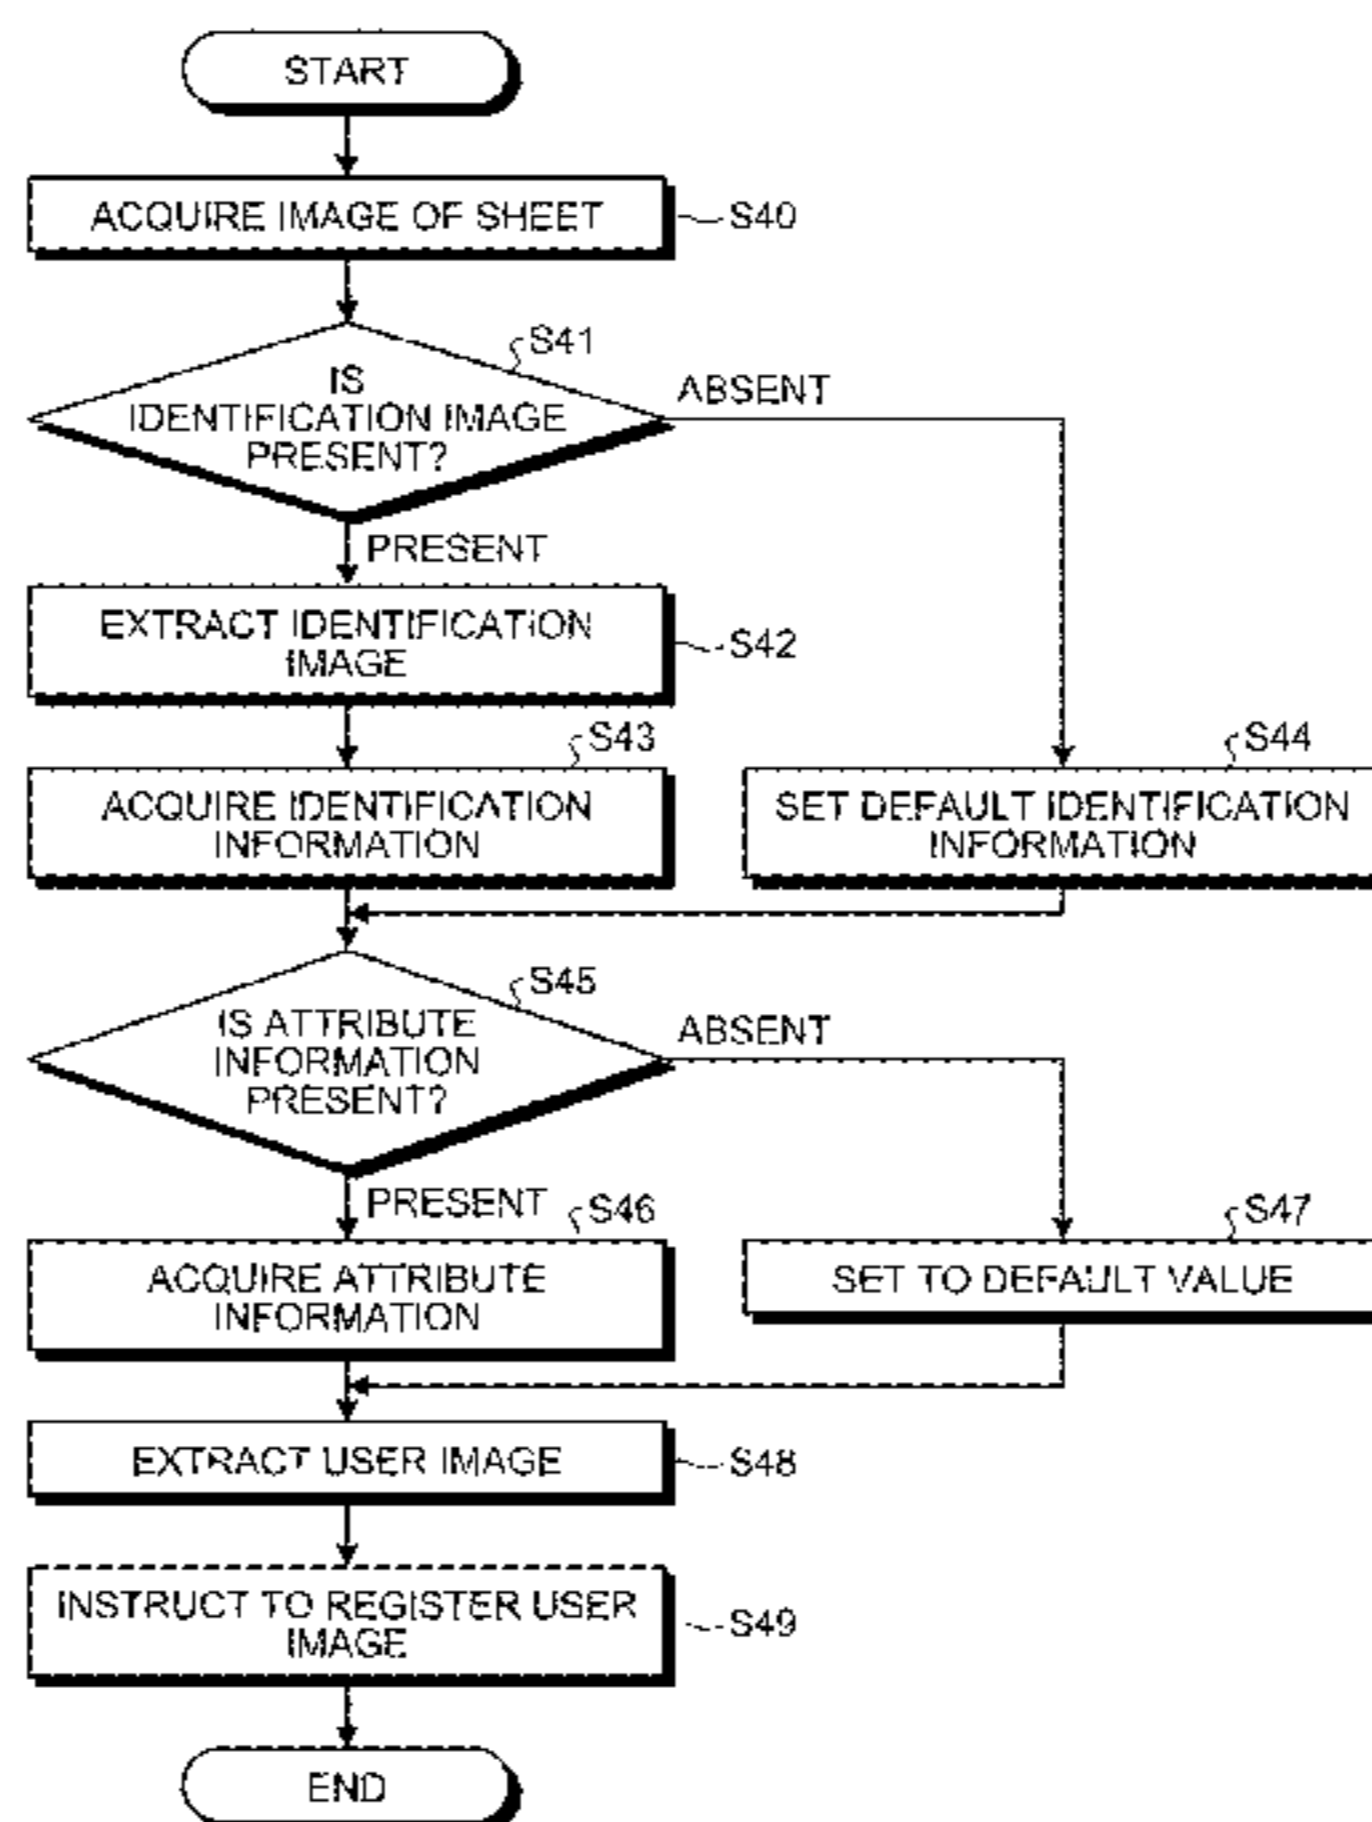 START
ACQUIRE IMAGE OF SHEET
S40
S41
IS
IDENTIFICATION IMAGE
PRESENT?
ABSENT
PRESENT
EXTRACT IDENTIFICATION
IMAGE
S42
S43
ACQUIRE IDENTIFICATION
INFORMATION
S44
SET DEFAULT IDENTIFICATION
INFORMATION
S45
IS ATTRIBUTE
INFORMATION
PRESENT?
ABSENT
PRESENT
S46
ACQUIRE ATTRIBUTE
INFORMATION
S47
SET TO DEFAULT VALUE
EXTRACT USER IMAGE
S48
INSTRUCT TO REGISTER USER
IMAGE
S49
END